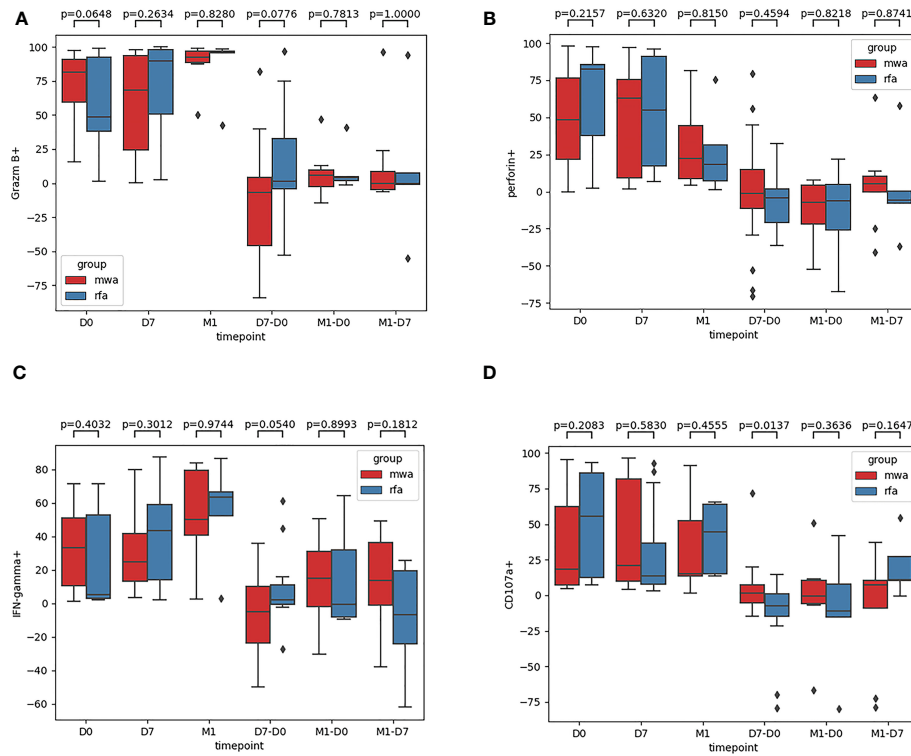 A
p=0.0648 p=0.2634 p=0.8280 p=0.0776 p=0.7813 p=1.0000
100
75
50
25
0
−25
−50
−75
Grazm B+
group
mwa
rfa
D0 D7 M1 D7-D0 M1-D0 M1-D7
timepoint
B
p=0.2157 p=0.6320 p=0.8150 p=0.4594 p=0.8218 p=0.8741
100
75
50
25
0
−25
−50
−75
perforin+
group
mwa
rfa
D0 D7 M1 D7-D0 M1-D0 M1-D7
timepoint
C
p=0.4032 p=0.3012 p=0.9744 p=0.0540 p=0.8993 p=0.1812
80
60
40
20
0
−20
−40
−60
IFN-gamma+
group
mwa
rfa
D0 D7 M1 D7-D0 M1-D0 M1-D7
timepoint
D
p=0.2083 p=0.5830 p=0.4555 p=0.0137 p=0.3636 p=0.1647
100
75
50
25
0
−25
−50
−75
CD107a+
group
mwa
rfa
D0 D7 M1 D7-D0 M1-D0 M1-D7
timepoint